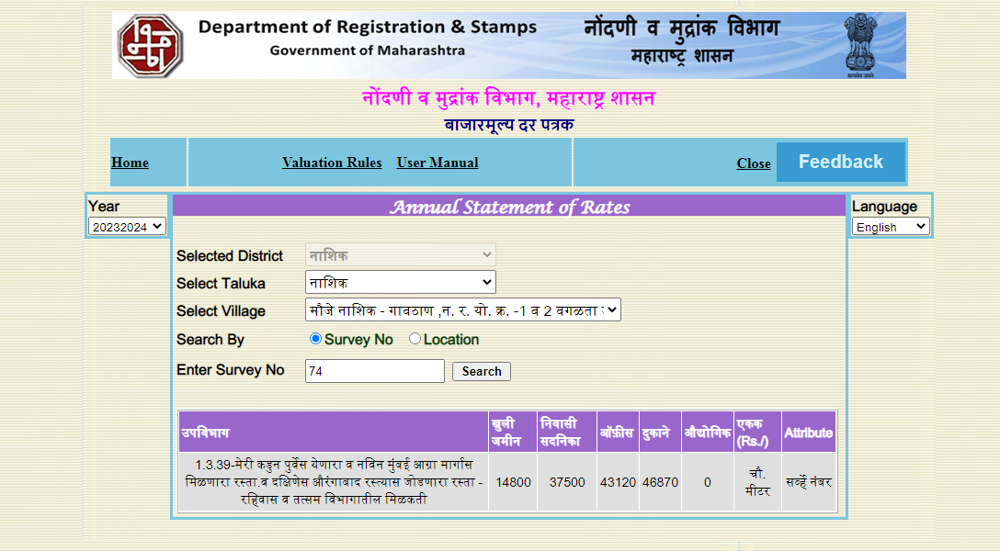 Department of Registration & Stamps
Government of Maharashtra
नोंदणी व मुद्रांक विभाग
महाराष्ट्र शासन
नोंदणी व मुद्रांक विभाग, महाराष्ट्र शासन
बाजारमूल्य दर पत्रक
Home Valuation Rules User Manual Close Feedback
Year
20232024
Annual Statement of Rates
Language
English
Selected District नाशिक
Select Taluka नाशिक
Select Village मौजे नाशिक - गावठाण ,न. र. यो. क्र. -1 व 2 वगळता
Search By Survey No Location
Enter Survey No 74 Search
उपविभाग खुली जमीन निवासी सदनिका ऑफ़ीस दुकाने औद्योगिक एकक (Rs./) Attribute
1.3.39-मेरी कडुन पुर्वेस येणारा व नविन मुंबई आग्रा मार्गास
मिळणारा रस्ता.व दक्षिणेस औरंगाबाद रस्त्यास जोडणारा रस्ता -
रहिवास व तत्सम विभागातील मिळकती
14800 37500 43120 46870 0 चौ. मीटर सर्व्हे नंबर